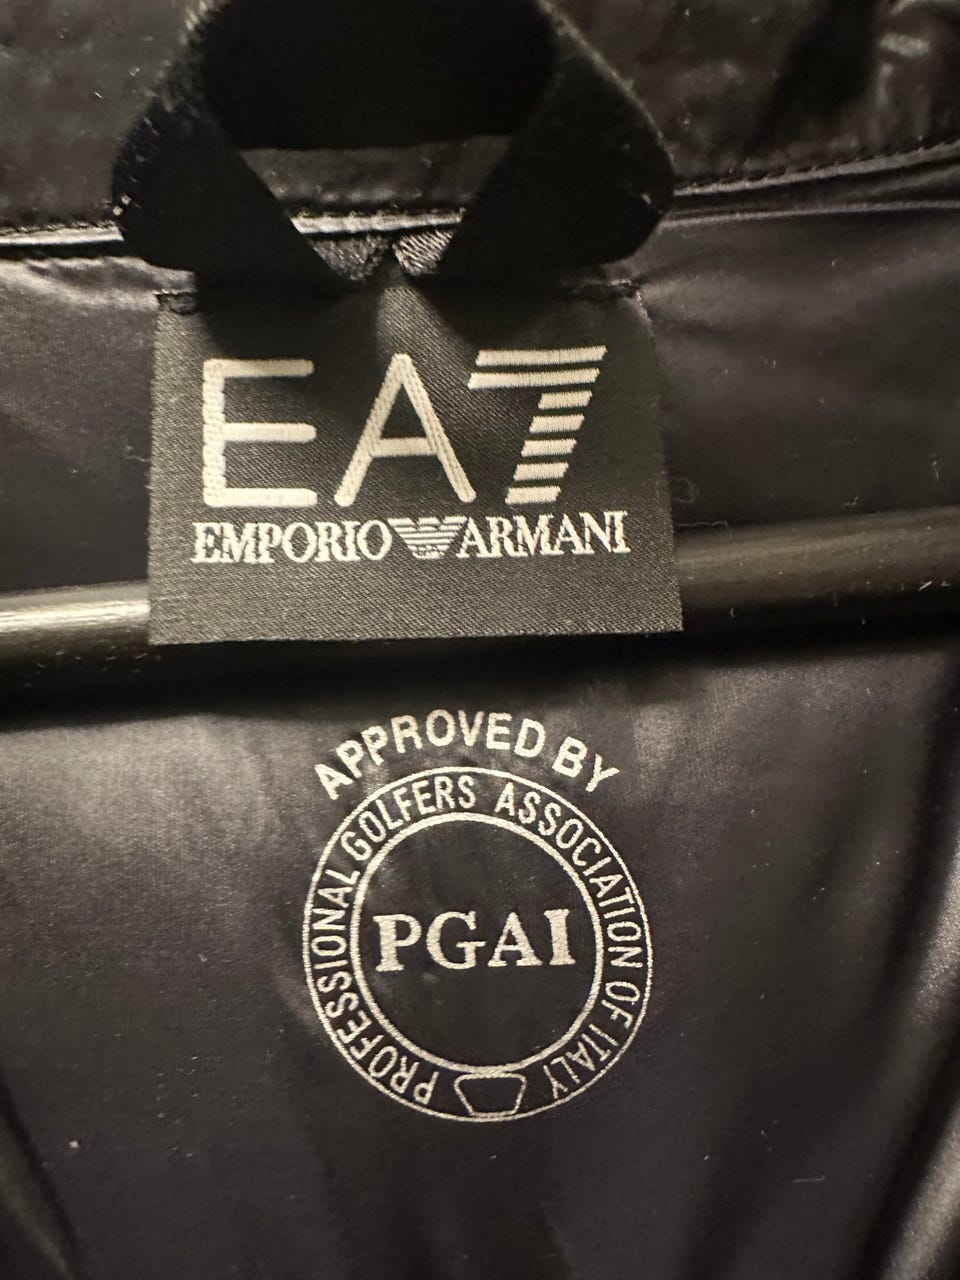 EA7
EMPORIO ARMANI
APPROVED BY
PROFESSIONAL GOLFERS ASSOCIATION OF ITALY
PGAI